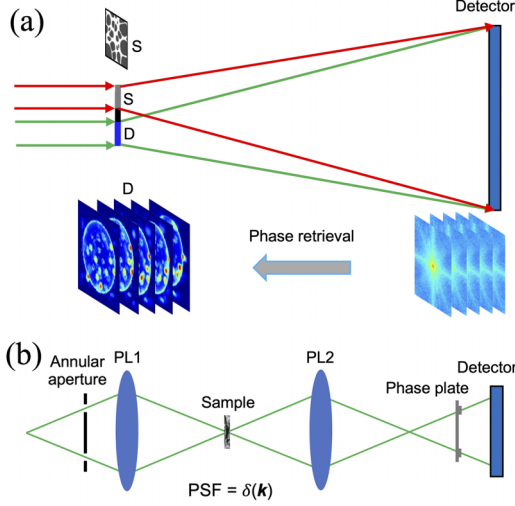 (a)
Detector
S
S
D
D
Phase retrieval
(b)
Annular
aperture
PL1
Sample
PL2
Phase plate
Detector
PSF = δ(k)